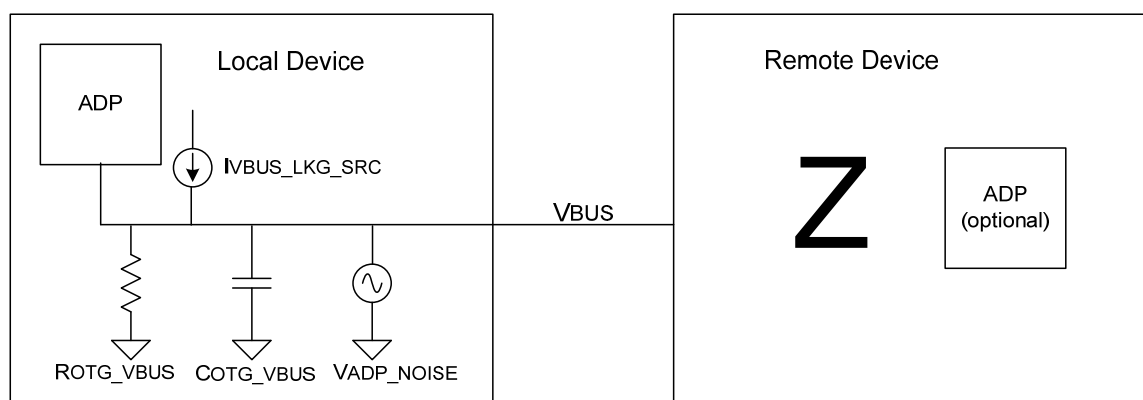 Local Device
Remote Device
ADP
IVBUS_LKG_SRC
VBUS
Z
ADP
(optional)
ROTG_VBUS
COTG_VBUS
VADP_NOISE